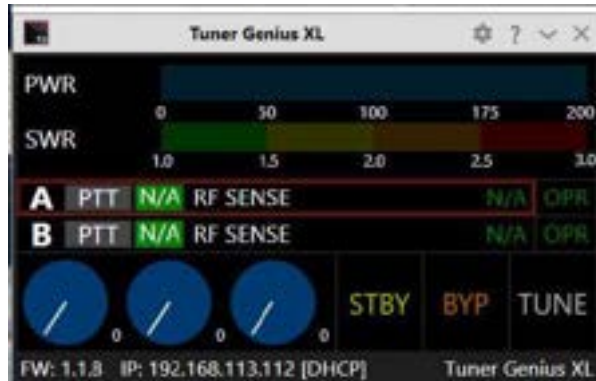 Tuner Genius XL ?
PWR
0 50 100 175 200
SWR
1.0 1.5 2.0 2.5 3.0
A PTT N/A RF SENSE N/A OPR
B PTT N/A RF SENSE N/A OPR
0 0 0 STBY BYP TUNE
FW: 1.1.8 IP: 192.168.113.112 [DHCP] Tuner Genius XL